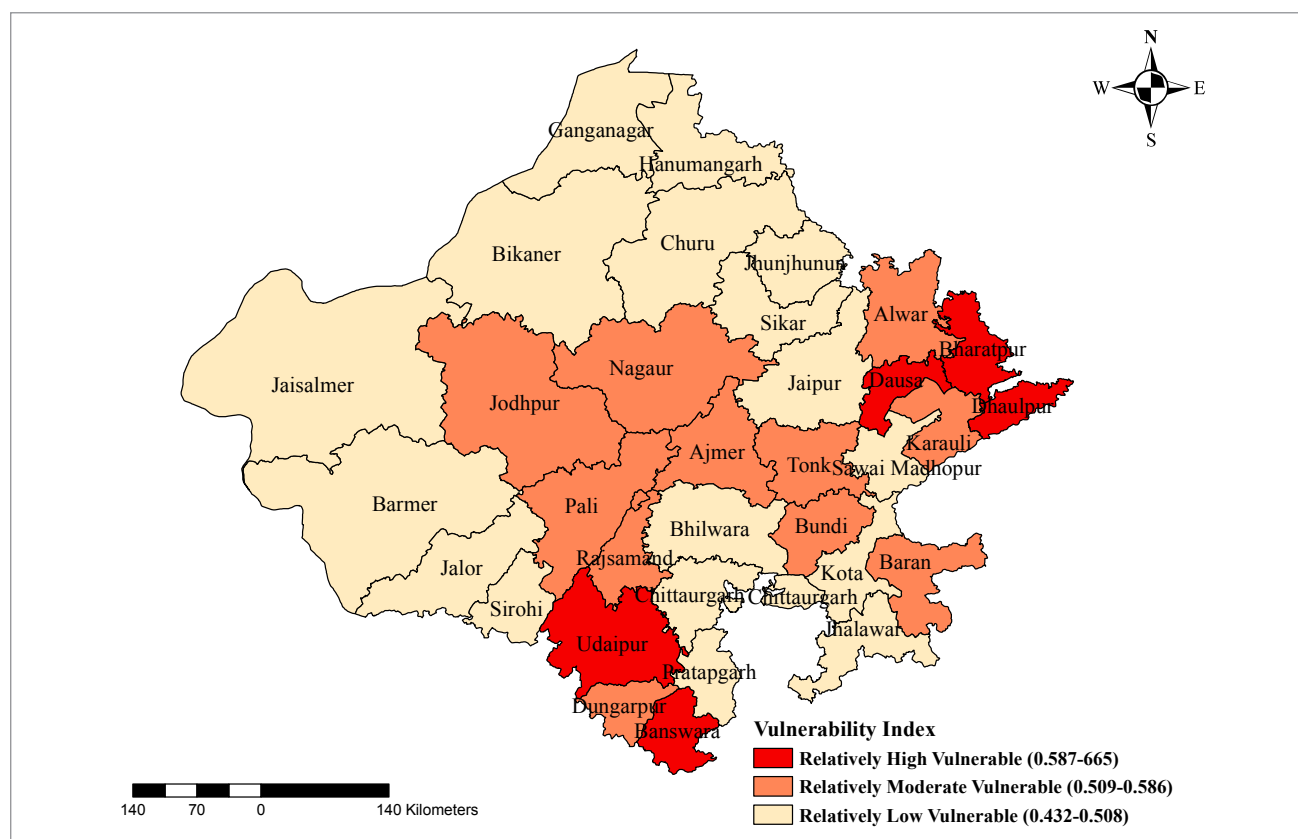 N
W E
S
Ganganagar
Hanumangarh
Bikaner
Churu
Jhunjhunun
Sikar
Alwar
Bharatpur
Nagaur
Jaipur
Dausa
Jaisalmer
Jodhpur
Dhaulpur
Karauli
Ajmer
Tonk
Sawai Madhopur
Barmer
Pali
Bhilwara
Bundi
Rajsamand
Baran
Jalor
Kota
Chittaurgarh
Chittaurgarh
Sirohi
Jhalawar
Udaipur
Pratapgarh
Dungarpur
Banswara
Vulnerability Index
Relatively High Vulnerable (0.587-665)
Relatively Moderate Vulnerable (0.509-0.586)
Relatively Low Vulnerable (0.432-0.508)
140 70 0 140 Kilometers